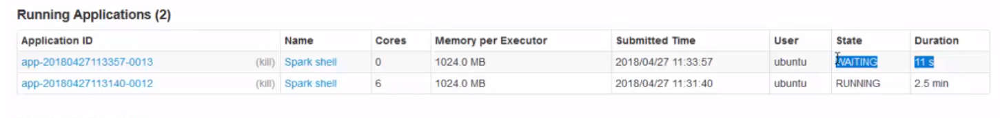 Running Applications (2)
Application ID Name Cores Memory per Executor Submitted Time User State Duration
app-20180427113357-0013 (kill) Spark shell 0 1024.0 MB 2018/04/27 11:33:57 ubuntu WAITING 11 s
app-20180427113140-0012 (kill) Spark shell 6 1024.0 MB 2018/04/27 11:31:40 ubuntu RUNNING 2.5 min